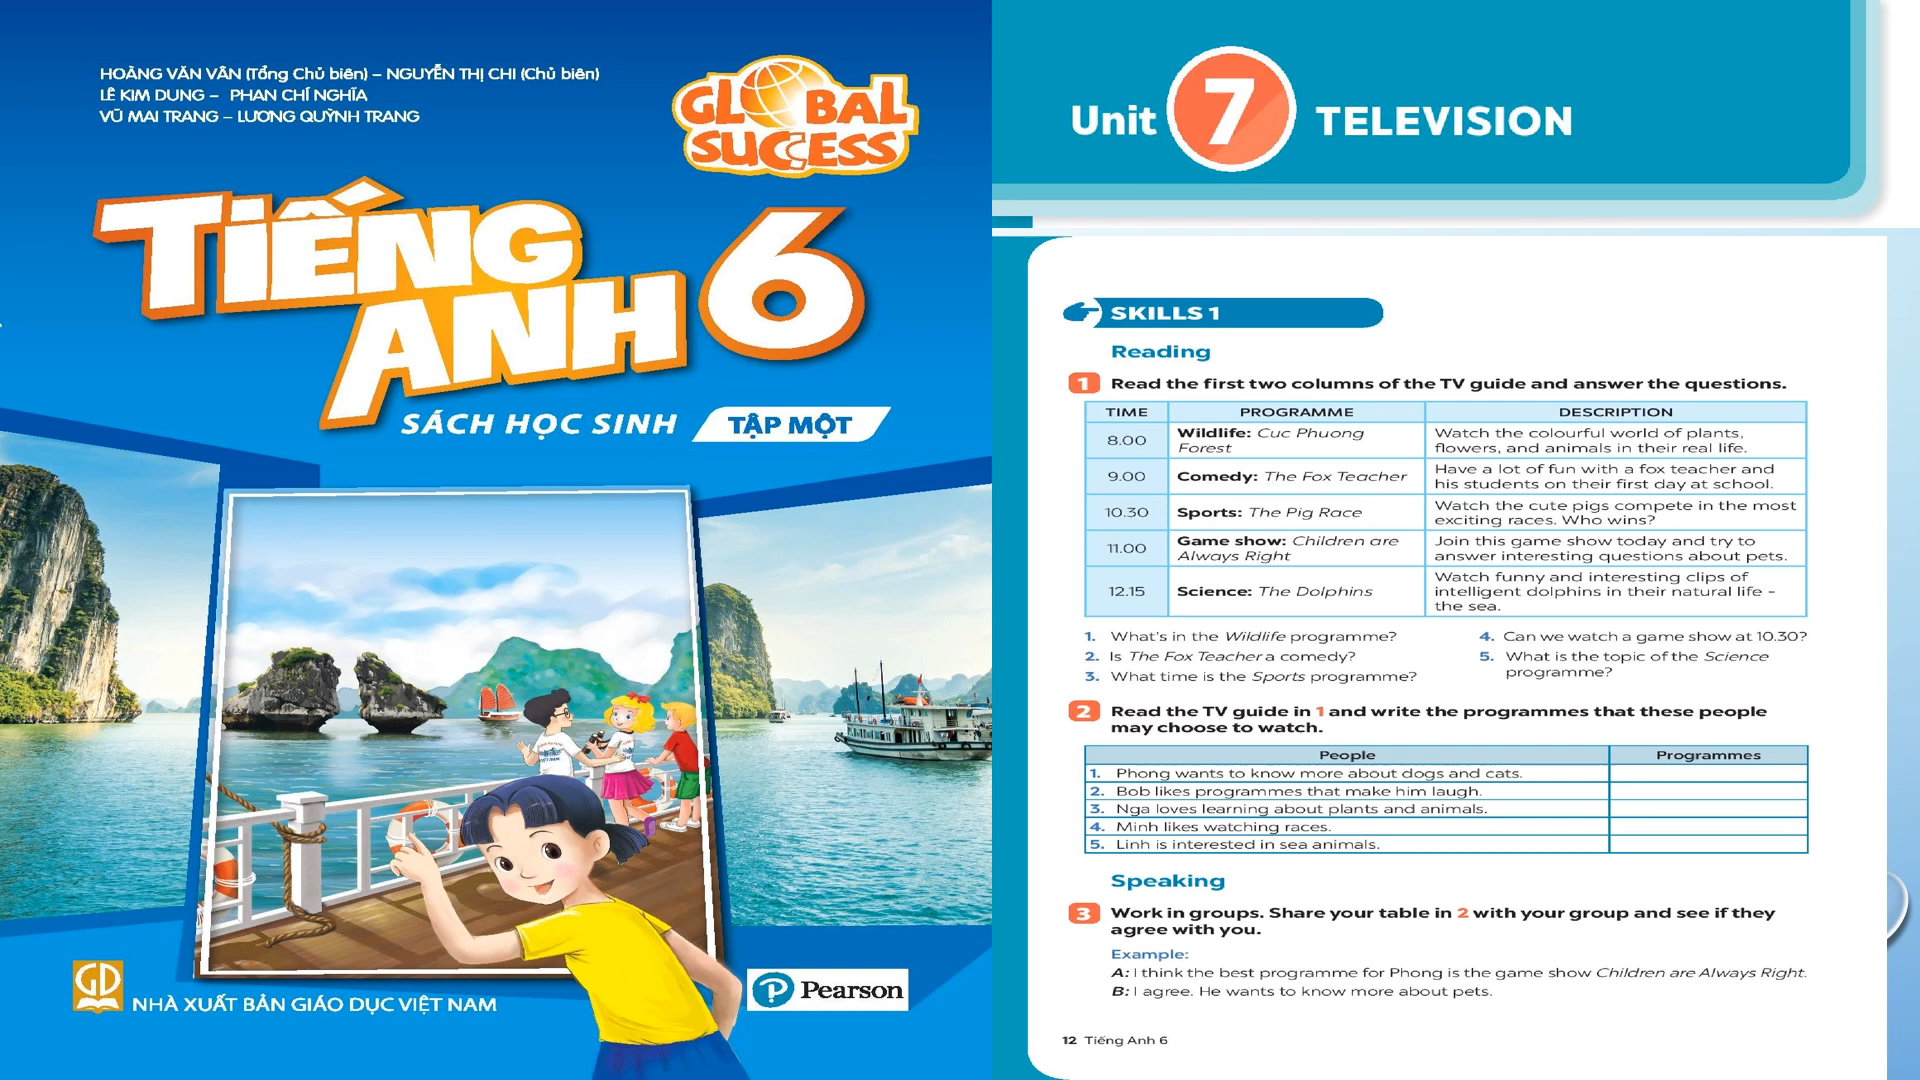 HOÀNG VĂN VÂN (Tổng Chủ biên) – NGUYỄN THỊ CHI (Chủ biên)
LÊ KIM DUNG – PHAN CHÍ NGHĨA
VŨ MAI TRANG – LƯƠNG QUỲNH TRANG
GLOBAL
SUCCESS
TIẾNG
ANH 6
SÁCH HỌC SINH TẬP MỘT
GD
NHÀ XUẤT BẢN GIÁO DỤC VIỆT NAM
P Pearson
Unit 7 TELEVISION
SKILLS 1
Reading
1 Read the first two columns of the TV guide and answer the questions.
TIME PROGRAMME DESCRIPTION
8.00 Wildlife: Cuc Phuong Forest Watch the colourful world of plants, flowers, and animals in their real life.
9.00 Comedy: The Fox Teacher Have a lot of fun with a fox teacher and his students on their first day at school.
10.30 Sports: The Pig Race Watch the cute pigs compete in the most exciting races. Who wins?
11.00 Game show: Children are Always Right Join this game show today and try to answer interesting questions about pets.
12.15 Science: The Dolphins Watch funny and interesting clips of intelligent dolphins in their natural life – the sea.
1. What's in the Wildlife programme?
2. Is The Fox Teacher a comedy?
3. What time is the Sports programme?
4. Can we watch a game show at 10.30?
5. What is the topic of the Science
programme?
2 Read the TV guide in 1 and write the programmes that these people
may choose to watch.
People Programmes
1. Phong wants to know more about dogs and cats.
2. Bob likes programmes that make him laugh.
3. Nga loves learning about plants and animals.
4. Minh likes watching races.
5. Linh is interested in sea animals.
Speaking
3 Work in groups. Share your table in 2 with your group and see if they
agree with you.
Example:
A: I think the best programme for Phong is the game show Children are Always Right.
B: I agree. He wants to know more about pets.
12 Tiếng Anh 6